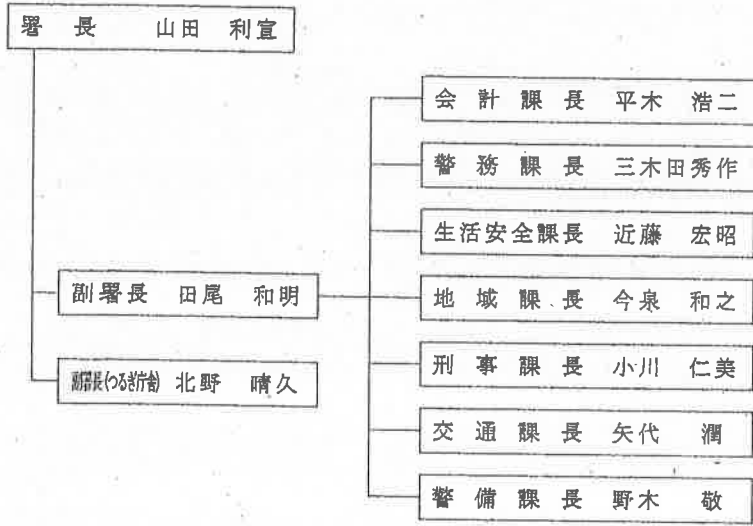 署長 山田 利宣
会計課長 平木 浩二
警務課長 三木田秀作
生活安全課長 近藤 宏昭
副署長 田尾 和明
地域課長 今泉 和之
刑事課長 小川 仁美
副署長(つるぎ庁舎) 北野 晴久
交通課長 矢代 潤
警備課長 野木 敬